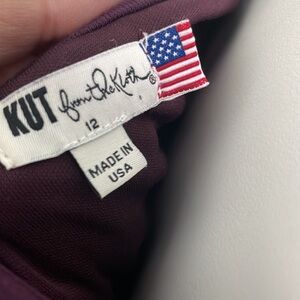 KUT from the Kloth ®
12
MADE IN
USA